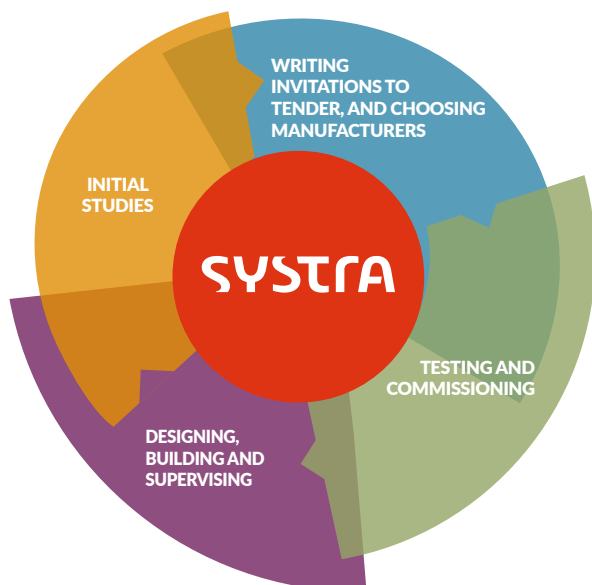 WRITING
INVITATIONS TO
TENDER, AND CHOOSING
MANUFACTURERS
INITIAL
STUDIES
SYSTRA
TESTING AND
COMMISSIONING
DESIGNING,
BUILDING AND
SUPERVISING